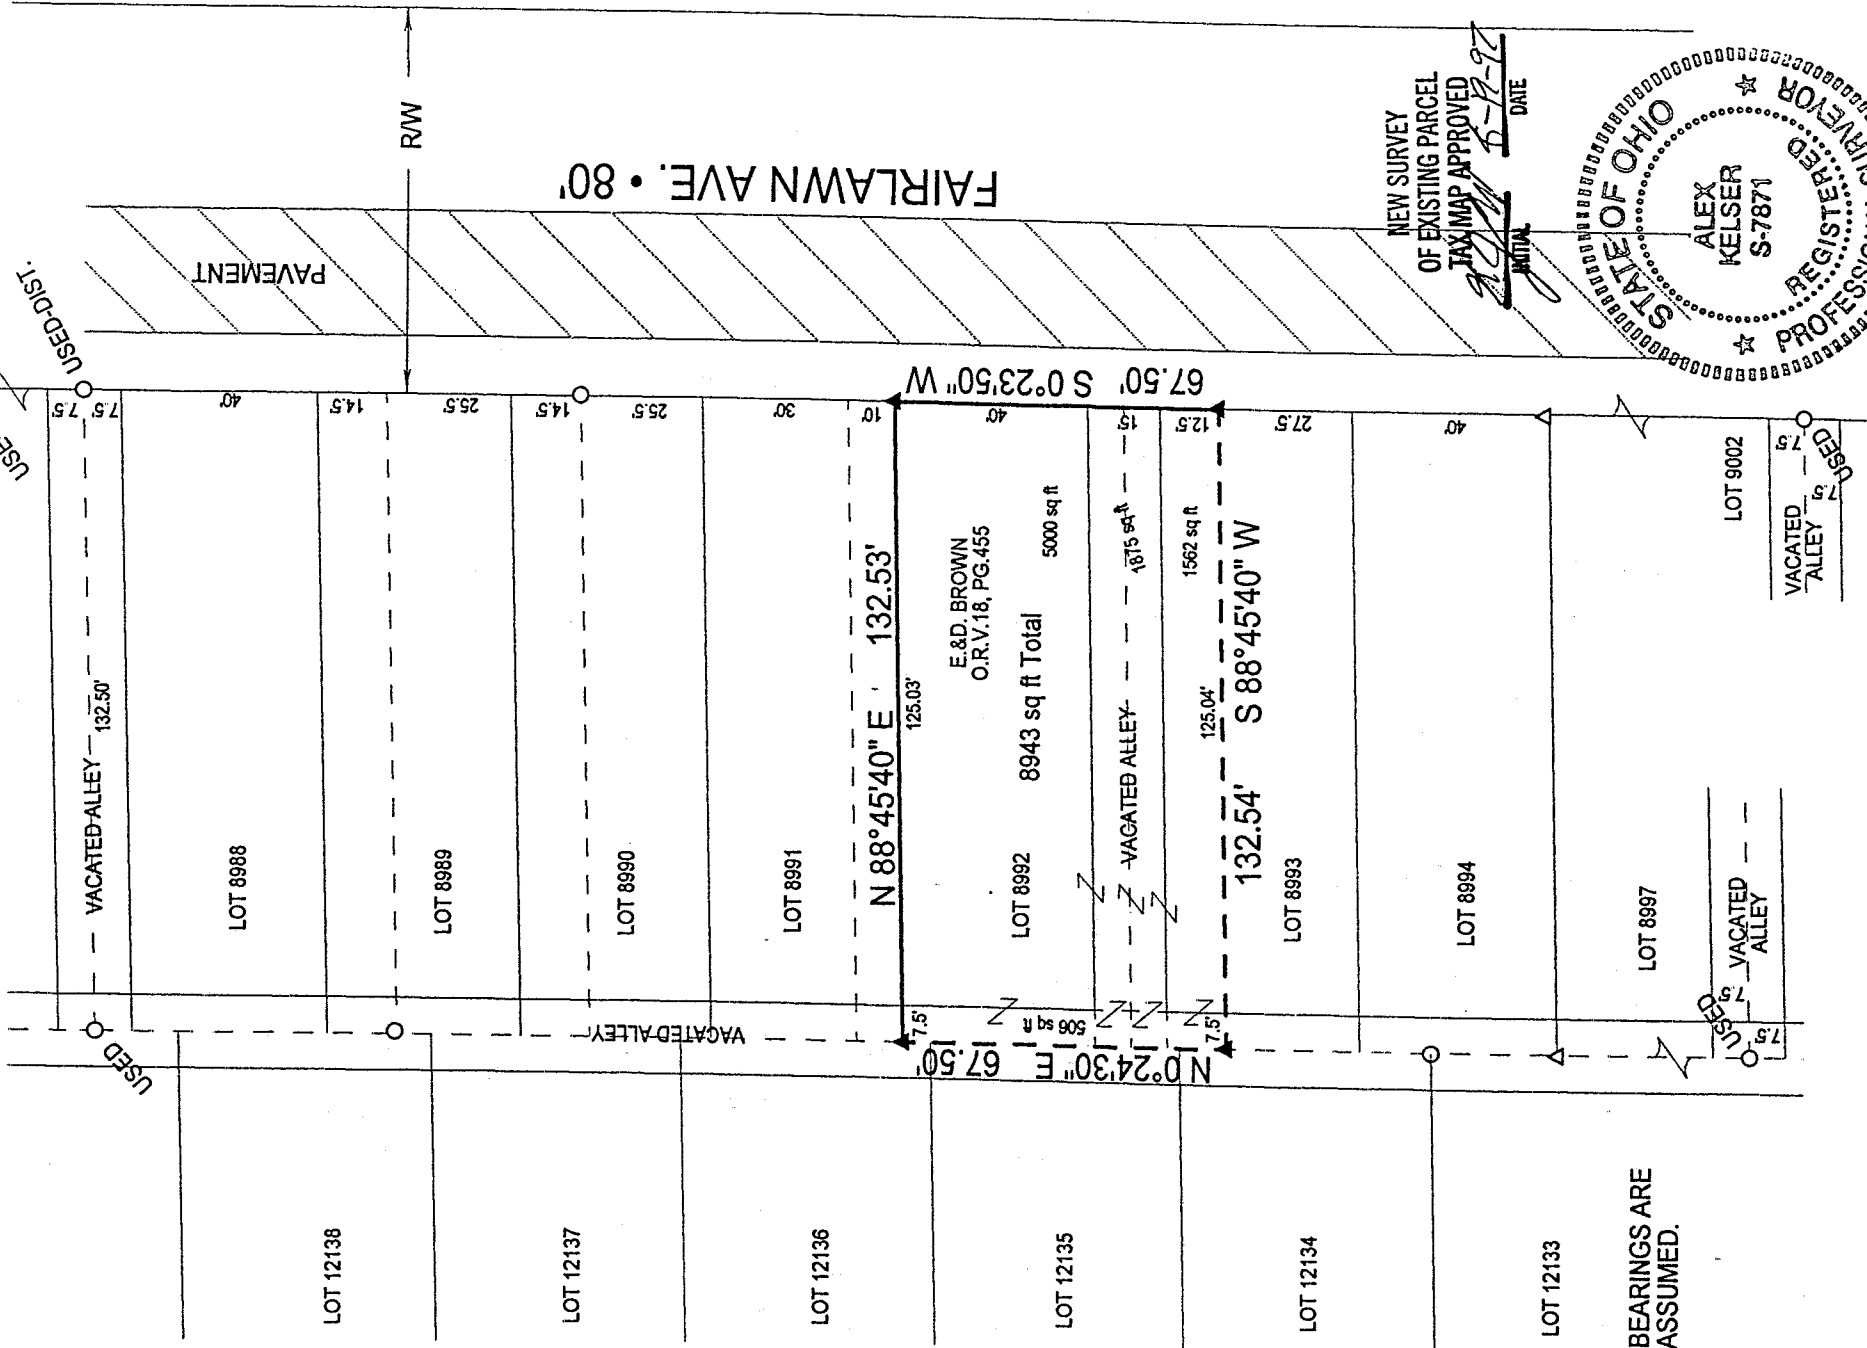 R/W
FAIRLAWN AVE. • 80'
PAVEMENT
USED-DIST.
NEW SURVEY
OF EXISTING PARCEL
TAX MAP APPROVED
INITIAL
DATE
STATE OF OHIO
ALEX
KELSER
S-7871
REGISTERED
PROFESSIONAL SURVEYOR
7.5'
7.5'
40'
14.5'
25.5'
14.5'
25.5'
30'
10'
40'
15'
12.5'
27.5'
40'
67.50' S 0°23'50" W
VACATED ALLEY
132.50'
LOT 8988
LOT 8989
LOT 8990
LOT 8991
N 88°45'40" E 132.53'
125.03'
E.&D. BROWN
O.R.V.18, PG.455
5000 sq ft
8943 sq ft Total
LOT 8992
VACATED ALLEY
1875 sq ft
1562 sq ft
125.04'
132.54' S 88°45'40" W
LOT 8993
LOT 8994
LOT 8997
LOT 9002
VACATED
ALLEY
7.5'
7.5'
USED
VACATED
ALLEY
7.5'
7.5'
USED
USED
VACATED ALLEY
7.5'
506 sq ft
7.5'
N 0°24'30" E 67.50'
LOT 12138
LOT 12137
LOT 12136
LOT 12135
LOT 12134
LOT 12133
BEARINGS ARE
ASSUMED.